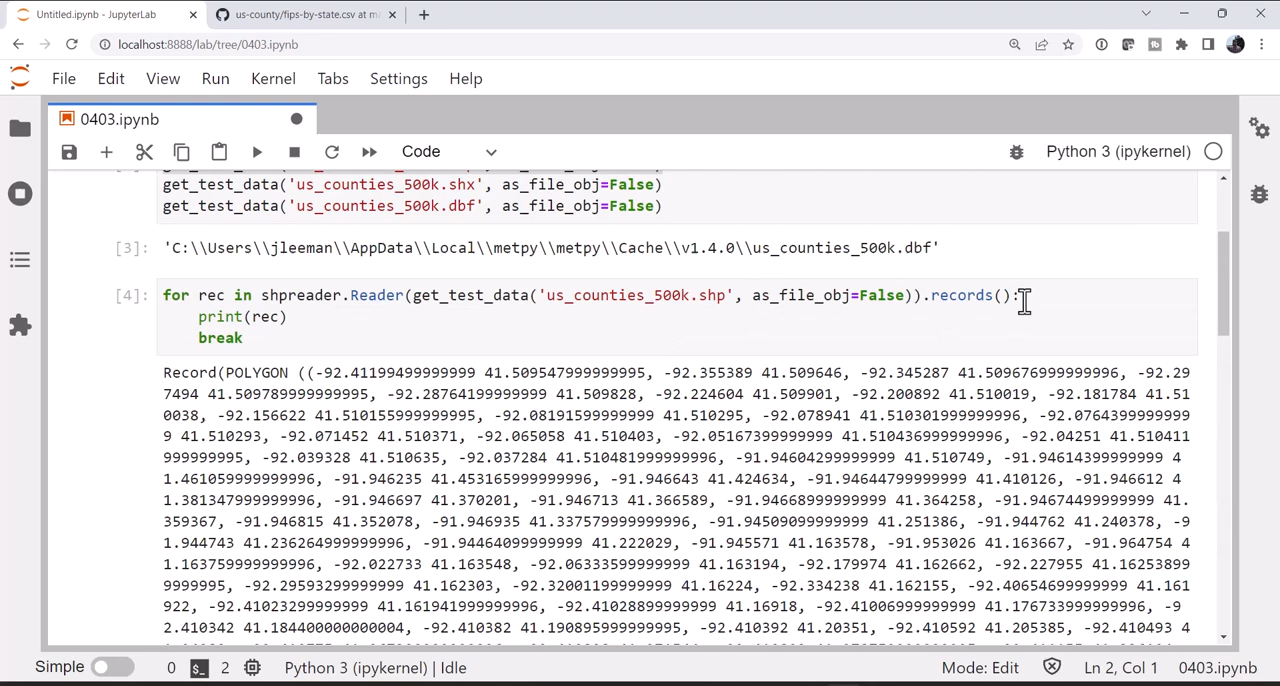 Untitled.ipynb - JupyterLab
us-county/fips-by-state.csv at ma
localhost:8888/lab/tree/0403.ipynb
File Edit View Run Kernel Tabs Settings Help
0403.ipynb
Code
Python 3 (ipykernel)
get_test_data('us_counties_500k.shx', as_file_obj=False)
get_test_data('us_counties_500k.dbf', as_file_obj=False)
[3]: 'C:\\Users\\jleeman\\AppData\\Local\\metpy\\metpy\\Cache\\v1.4.0\\us_counties_500k.dbf'
[4]: for rec in shpreader.Reader(get_test_data('us_counties_500k.shp', as_file_obj=False)).records():
print(rec)
break
Record(POLYGON ((-92.41199499999999 41.509547999999995, -92.355389 41.509646, -92.345287 41.509676999999996, -92.29
7494 41.509789999999995, -92.28764199999999 41.509828, -92.224604 41.509901, -92.200892 41.510019, -92.181784 41.51
0038, -92.156622 41.510155999999995, -92.08191599999999 41.510295, -92.078941 41.510301999999996, -92.0764399999999
9 41.510293, -92.071452 41.510371, -92.065058 41.510403, -92.05167399999999 41.510436999999996, -92.04251 41.510411
999999995, -92.039328 41.510635, -92.037284 41.510481999999996, -91.94604299999999 41.510749, -91.94614399999999 4
1.461059999999996, -91.946235 41.453165999999996, -91.946643 41.424634, -91.94644799999999 41.410126, -91.946612 4
1.381347999999996, -91.946697 41.370201, -91.946713 41.366589, -91.94668999999999 41.364258, -91.94674499999999 41.
359367, -91.946815 41.352078, -91.946935 41.337579999999996, -91.94509099999999 41.251386, -91.944762 41.240378, -9
1.944743 41.236264999999996, -91.94464099999999 41.222029, -91.945571 41.163578, -91.953026 41.163667, -91.964754 4
1.163759999999996, -92.022733 41.163548, -92.06333599999999 41.163194, -92.179974 41.162662, -92.227955 41.16253899
9999995, -92.29593299999999 41.162303, -92.32001199999999 41.16224, -92.334238 41.162155, -92.40654699999999 41.161
922, -92.41023299999999 41.161941999999996, -92.41028899999999 41.16918, -92.41006999999999 41.176733999999996, -9
2.410342 41.184400000000004, -92.410382 41.190895999999995, -92.410392 41.20351, -92.410592 41.205385, -92.410493 4
Simple 0 2 Python 3 (ipykernel) | Idle Mode: Edit Ln 2, Col 1 0403.ipynb